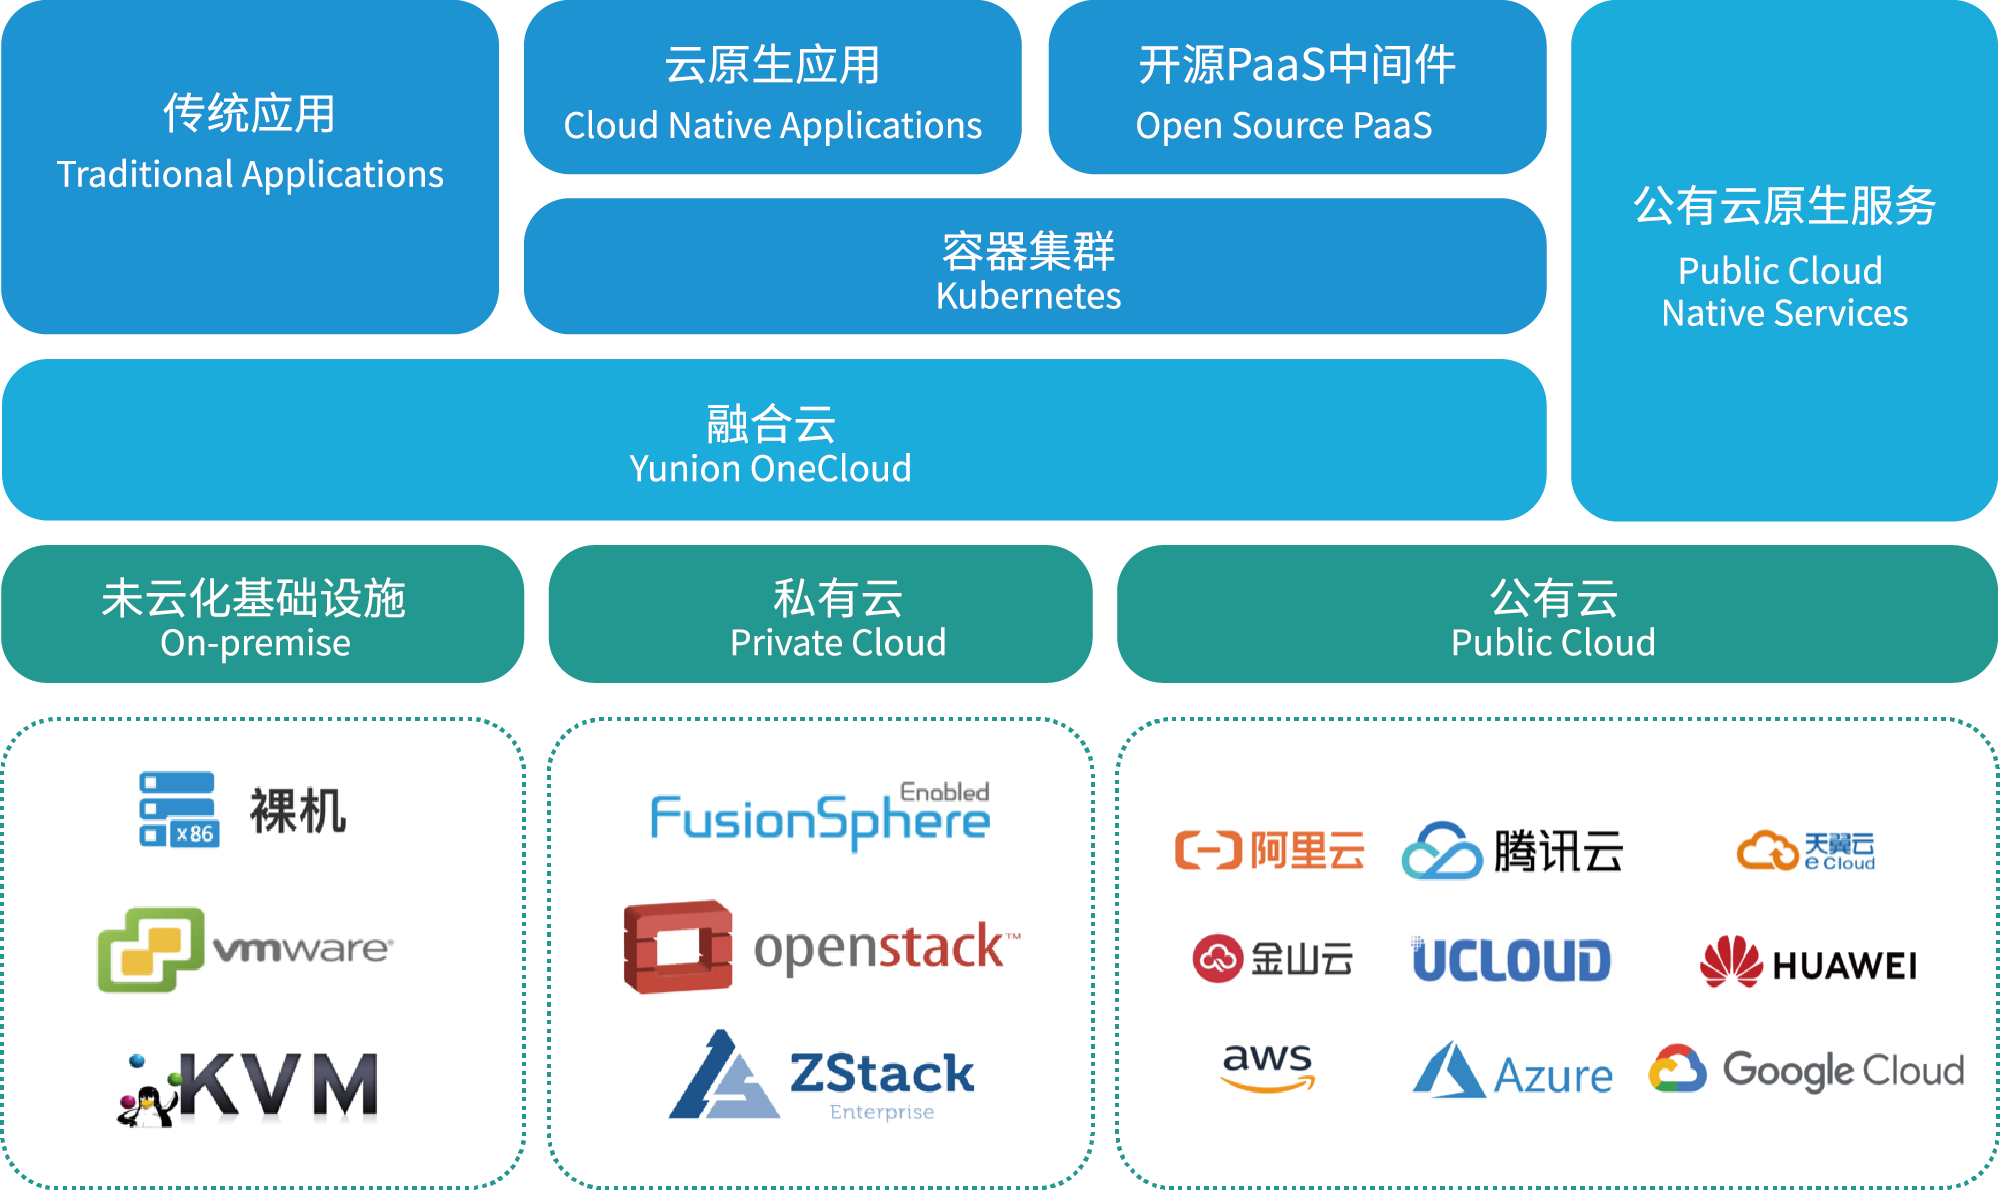 传统应用
Traditional Applications
云原生应用
Cloud Native Applications
开源PaaS中间件
Open Source PaaS
公有云原生服务
Public Cloud
Native Services
容器集群
Kubernetes
融合云
Yunion OneCloud
未云化基础设施
On-premise
私有云
Private Cloud
公有云
Public Cloud
x86
裸机
vmware®
KVM
Enabled
FusionSphere
openstack™
ZStack
Enterprise
阿里云
腾讯云
天翼云
e Cloud
金山云
UCLOUD
HUAWEI
aws
Azure
Google Cloud